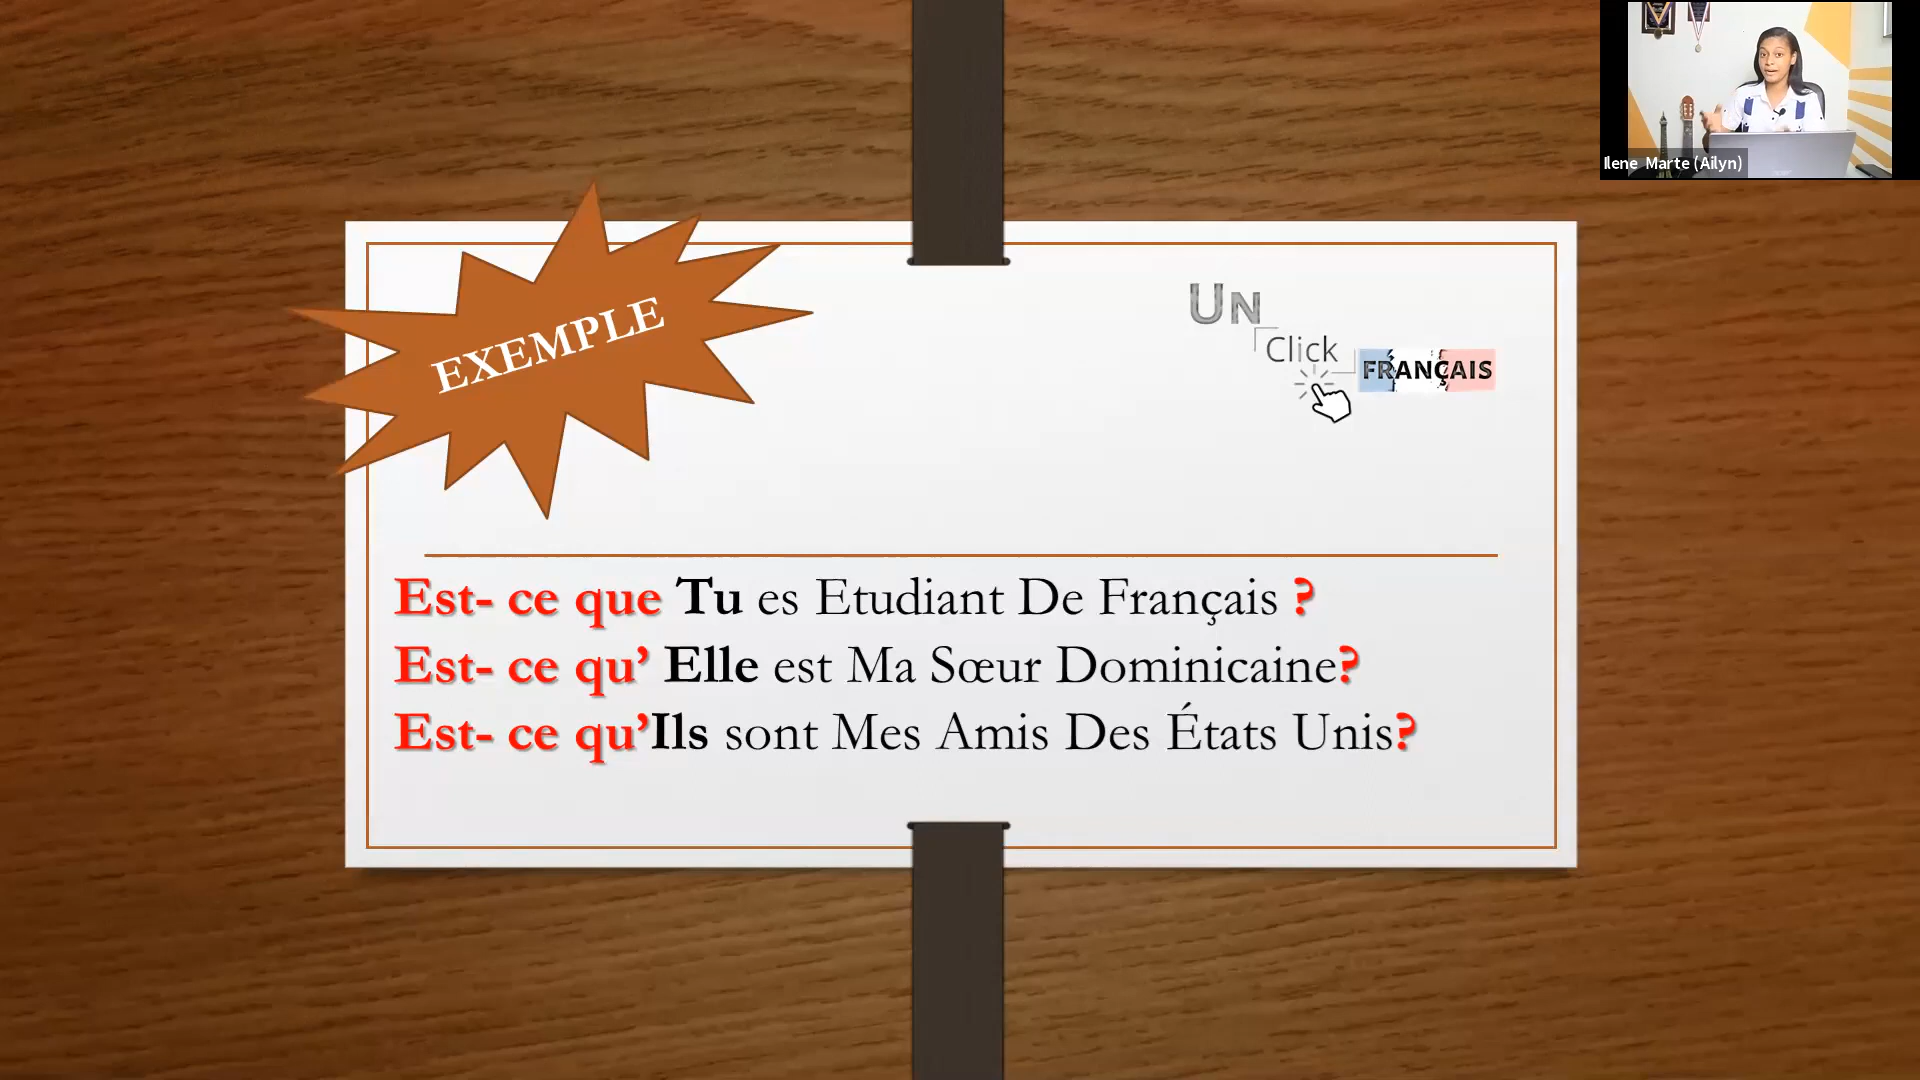 Ilene Marte (Ailyn)
EXEMPLE
UN
Click
FRANÇAIS
Est- ce que Tu es Etudiant De Français ?
Est- ce qu’ Elle est Ma Sœur Dominicaine?
Est- ce qu’Ils sont Mes Amis Des États Unis?